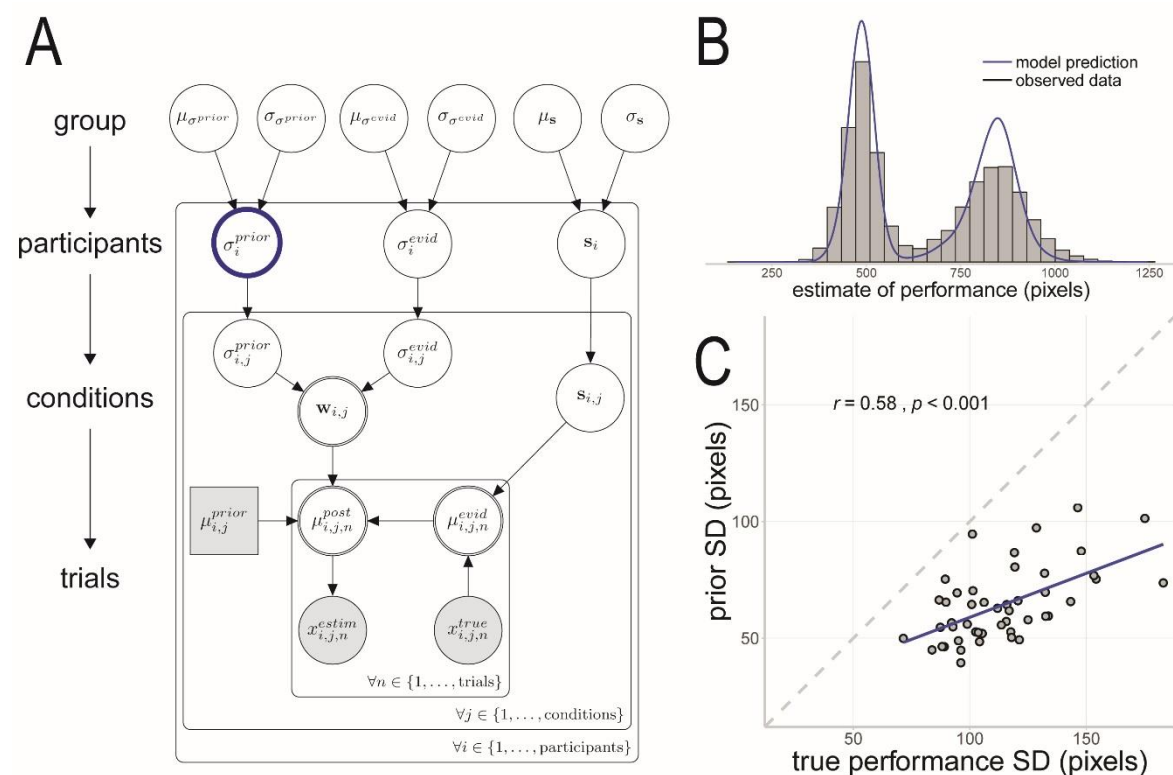 A
group
participants
conditions
trials
μ_{σ^{prior}} σ_{σ^{prior}} μ_{σ^{evid}} σ_{σ^{evid}} μ_s σ_s
σ_i^{prior} σ_i^{evid} s_i
σ_{i,j}^{prior} σ_{i,j}^{evid} s_{i,j}
w_{i,j}
μ_{i,j}^{prior} μ_{i,j,n}^{post} μ_{i,j,n}^{evid}
x_{i,j,n}^{estim} x_{i,j,n}^{true}
∀n ∈ {1, . . . , trials}
∀j ∈ {1, . . . , conditions}
∀i ∈ {1, . . . , participants}
B
model prediction
observed data
250 500 750 1000 1250
estimate of performance (pixels)
C
r = 0.58 , p < 0.001
150
100
50
prior SD (pixels)
50 100 150
true performance SD (pixels)